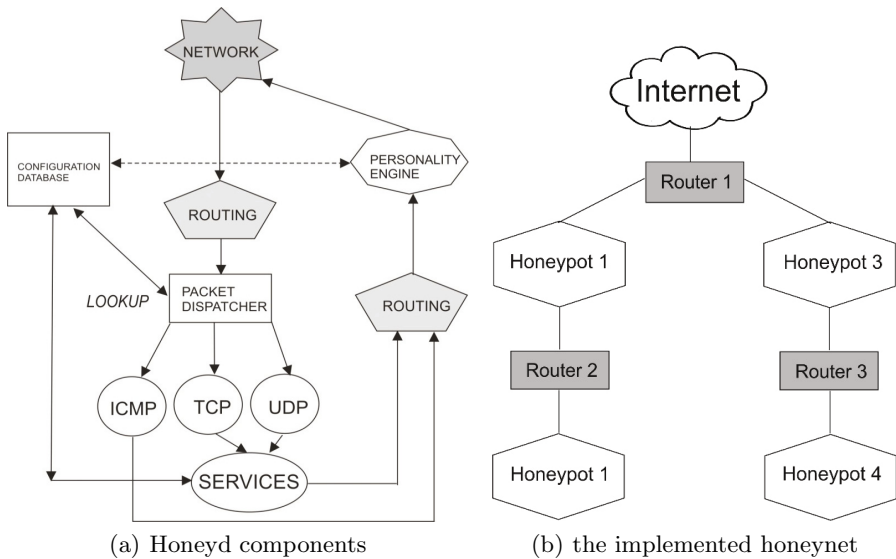 NETWORK
CONFIGURATION
DATABASE
PERSONALITY
ENGINE
ROUTING
LOOKUP
PACKET
DISPATCHER
ROUTING
ICMP
TCP
UDP
SERVICES
(a) Honeyd components
Internet
Router 1
Honeypot 1
Honeypot 3
Router 2
Router 3
Honeypot 1
Honeypot 4
(b) the implemented honeynet